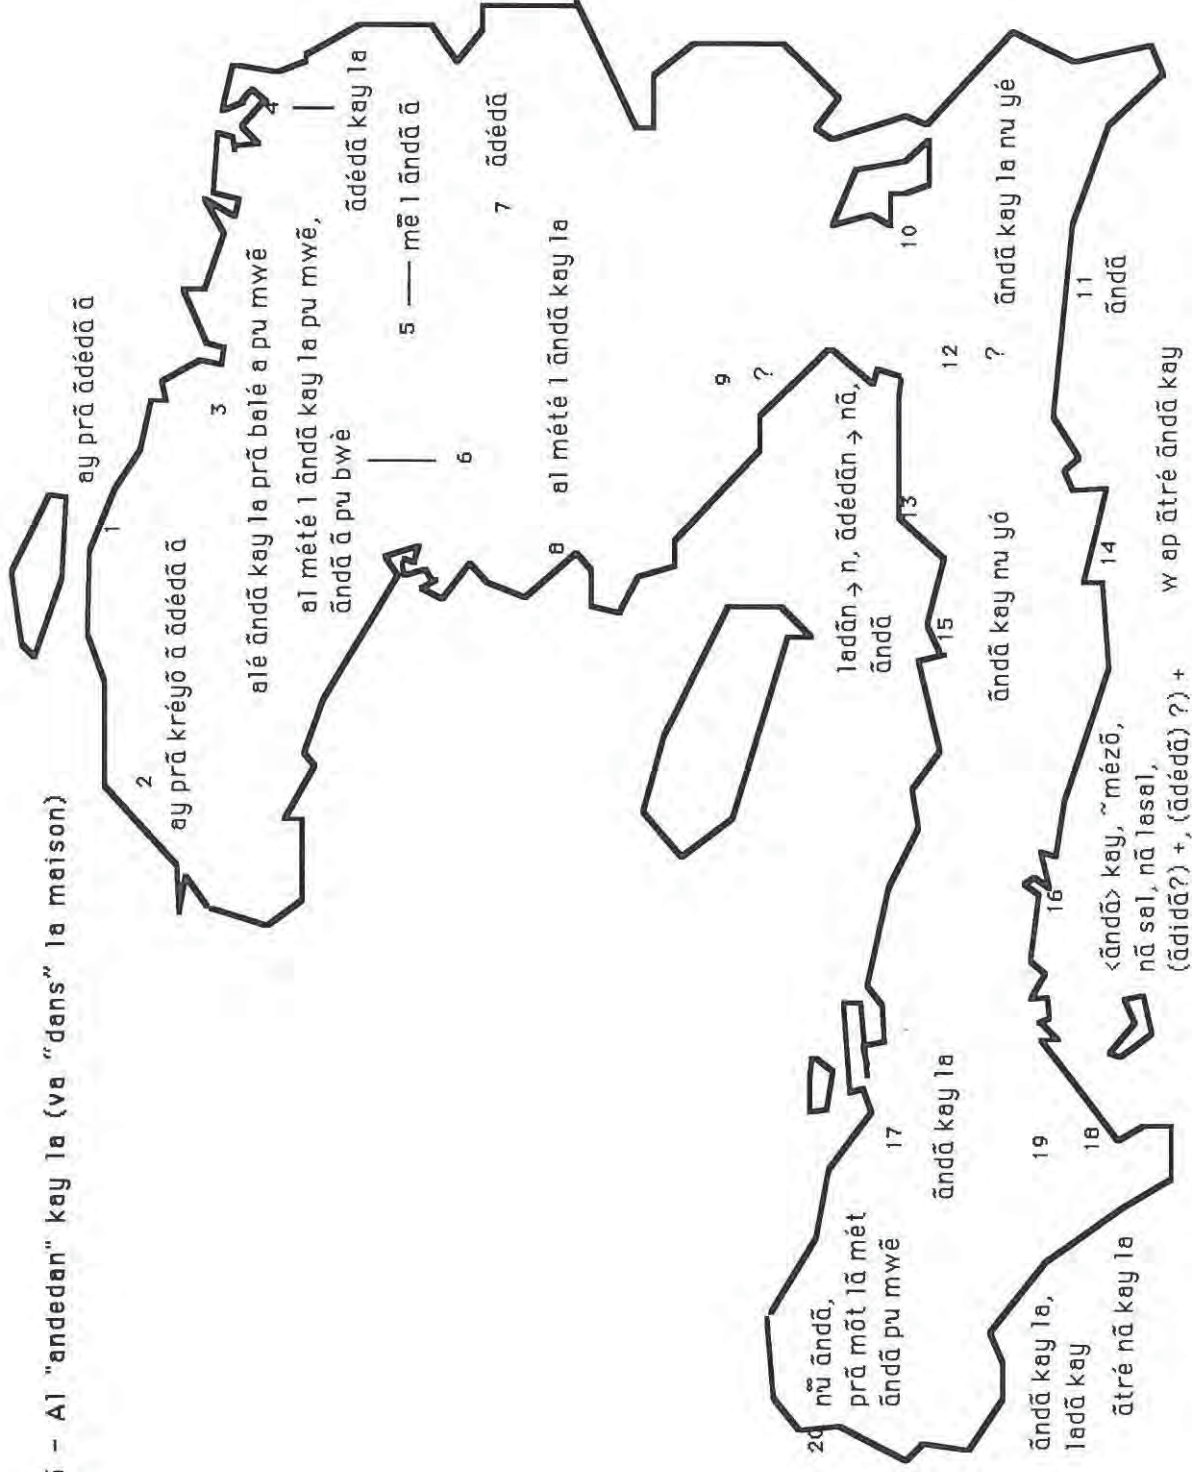 - Al "andedan" kay la (va "dans" la maison)
ay prã ãdédã ã
1
2
ay prã kréyõ ã ãdédã ã
3
alé ãndã kay la prã balé a pu mwẽ
al mété l ãndã kay la pu mwẽ,
ãndã ã pu bwè
4
ãdédã kay la
5 — mẽ l ãndã ã
6
7 ãdédã
8
al mété l ãndã kay la
9
?
10
ãndã kay la nu yé
11
ãndã
12
?
13
ladãn → n, ãdédãn → nã,
ãndã
14
w ap ãtré ãndã kay
15
ãndã kay nu yó
16
<ãndã> kay, ~mézõ,
nã sal, nã lasal,
(ãdidã?) +, (ãdédã) ?) +
17
ãndã kay la
18
19
ãndã kay la,
ladã kay
ãtré nã kay la
20
nu ãndã,
prã mõt lã mét
ãndã pu mwẽ